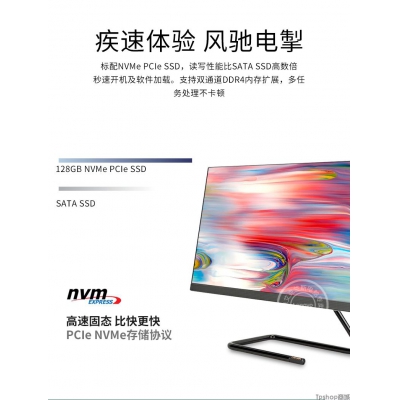 疾速体验 风驰电掣
标配NVMe PCIe SSD，读写性能比SATA SSD高数倍
秒速开机及软件加载。支持双通道DDR4内存扩展，多任
务处理不卡顿
128GB NVMe PCIe SSD
SATA SSD
nvm
EXPRESS
高速固态 比快更快
PCIe NVMe存储协议